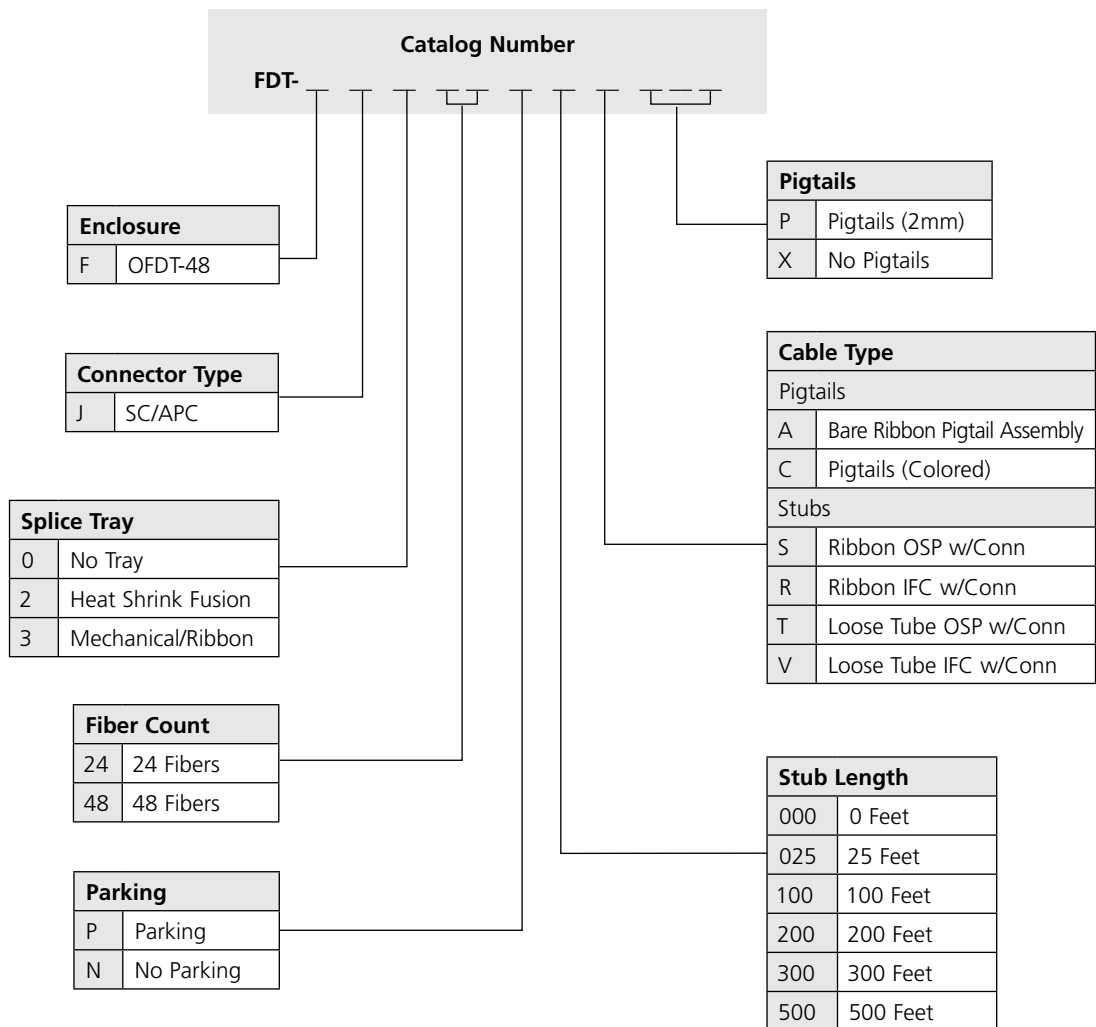 Catalog Number
FDT- _ _ _ _ _ _ _ _ _ _ _
Enclosure
F OFDT-48
Connector Type
J SC/APC
Splice Tray
0 No Tray
2 Heat Shrink Fusion
3 Mechanical/Ribbon
Fiber Count
24 24 Fibers
48 48 Fibers
Parking
P Parking
N No Parking
Pigtails
P Pigtails (2mm)
X No Pigtails
Cable Type
Pigtails
A Bare Ribbon Pigtail Assembly
C Pigtails (Colored)
Stubs
S Ribbon OSP w/Conn
R Ribbon IFC w/Conn
T Loose Tube OSP w/Conn
V Loose Tube IFC w/Conn
Stub Length
000 0 Feet
025 25 Feet
100 100 Feet
200 200 Feet
300 300 Feet
500 500 Feet